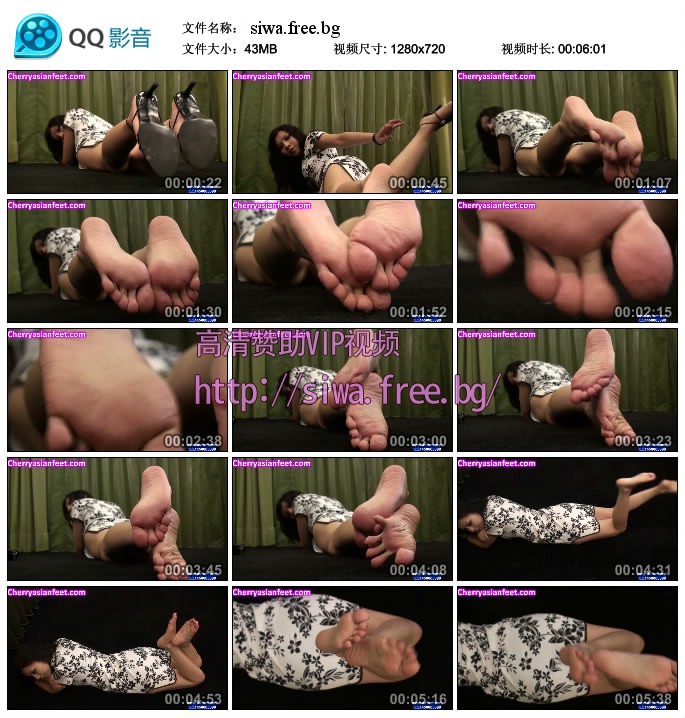 QQ 影音
文件名称: siwa.free.bg
文件大小: 43MB 视频尺寸: 1280x720 视频时长: 00:06:01
Cherryasianfeet.com Cherryasianfeet.com Cherryasianfeet.com
00:00:22 00:00:45 00:01:07
Cherryasianfeet.com Cherryasianfeet.com Cherryasianfeet.com
00:01:30 00:01:52 00:02:15
Cherryasianfeet.com Cherryasianfeet.com Cherryasianfeet.com
高清赞助VIP视频
http://siwa.free.bg/
00:02:38 00:03:00 00:03:23
Cherryasianfeet.com Cherryasianfeet.com Cherryasianfeet.com
00:03:45 00:04:08 00:04:31
Cherryasianfeet.com Cherryasianfeet.com Cherryasianfeet.com
00:04:53 00:05:16 00:05:38